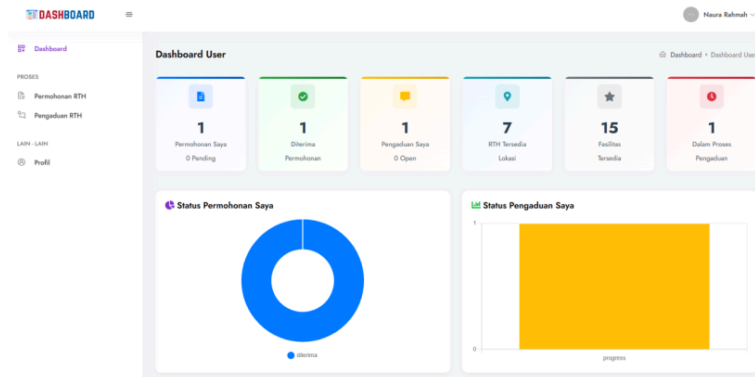 DASHBOARD
Naura Rahmah
Dashboard
PROSES
Permohonan RTH
Pengaduan RTH
LAIN - LAIN
Profil
Dashboard User
Dashboard • Dashboard User
1
Permohonan Saya
0 Pending
1
Diterima
Permohonan
1
Pengaduan Saya
0 Open
7
RTH Tersedia
Lokasi
15
Fasilitas
Tersedia
1
Dalam Proses
Pengaduan
Status Permohonan Saya
diterima
Status Pengaduan Saya
1
0
progress